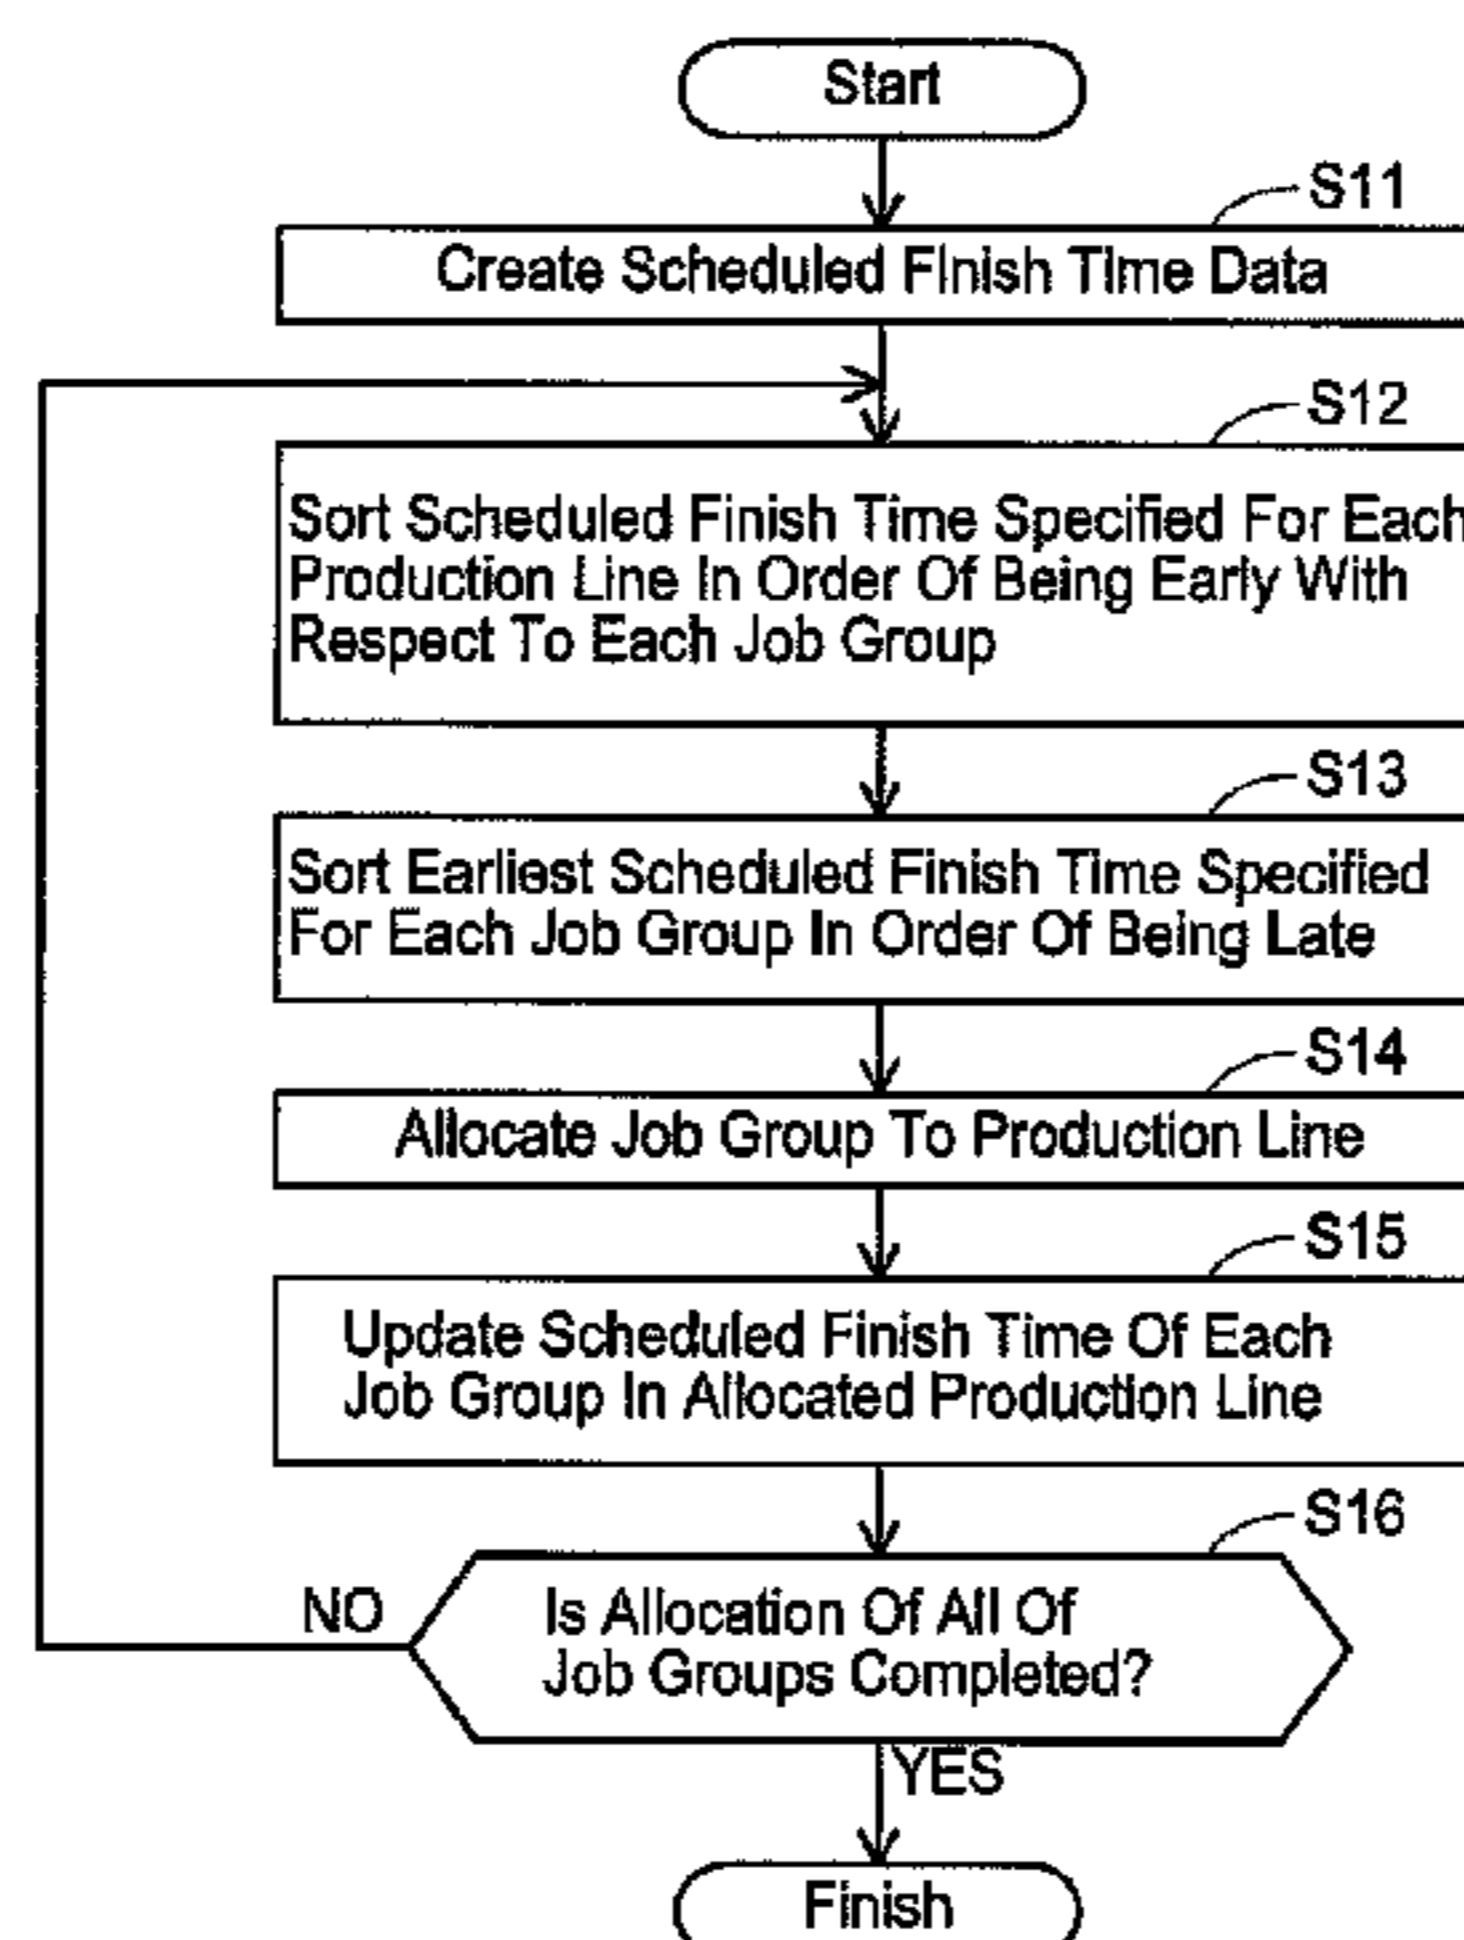 Start
S11
Create Scheduled Finish Time Data
S12
Sort Scheduled Finish Time Specified For Each
Production Line In Order Of Being Early With
Respect To Each Job Group
S13
Sort Earliest Scheduled Finish Time Specified
For Each Job Group In Order Of Being Late
S14
Allocate Job Group To Production Line
S15
Update Scheduled Finish Time Of Each
Job Group In Allocated Production Line
S16
NO
Is Allocation Of All Of
Job Groups Completed?
YES
Finish